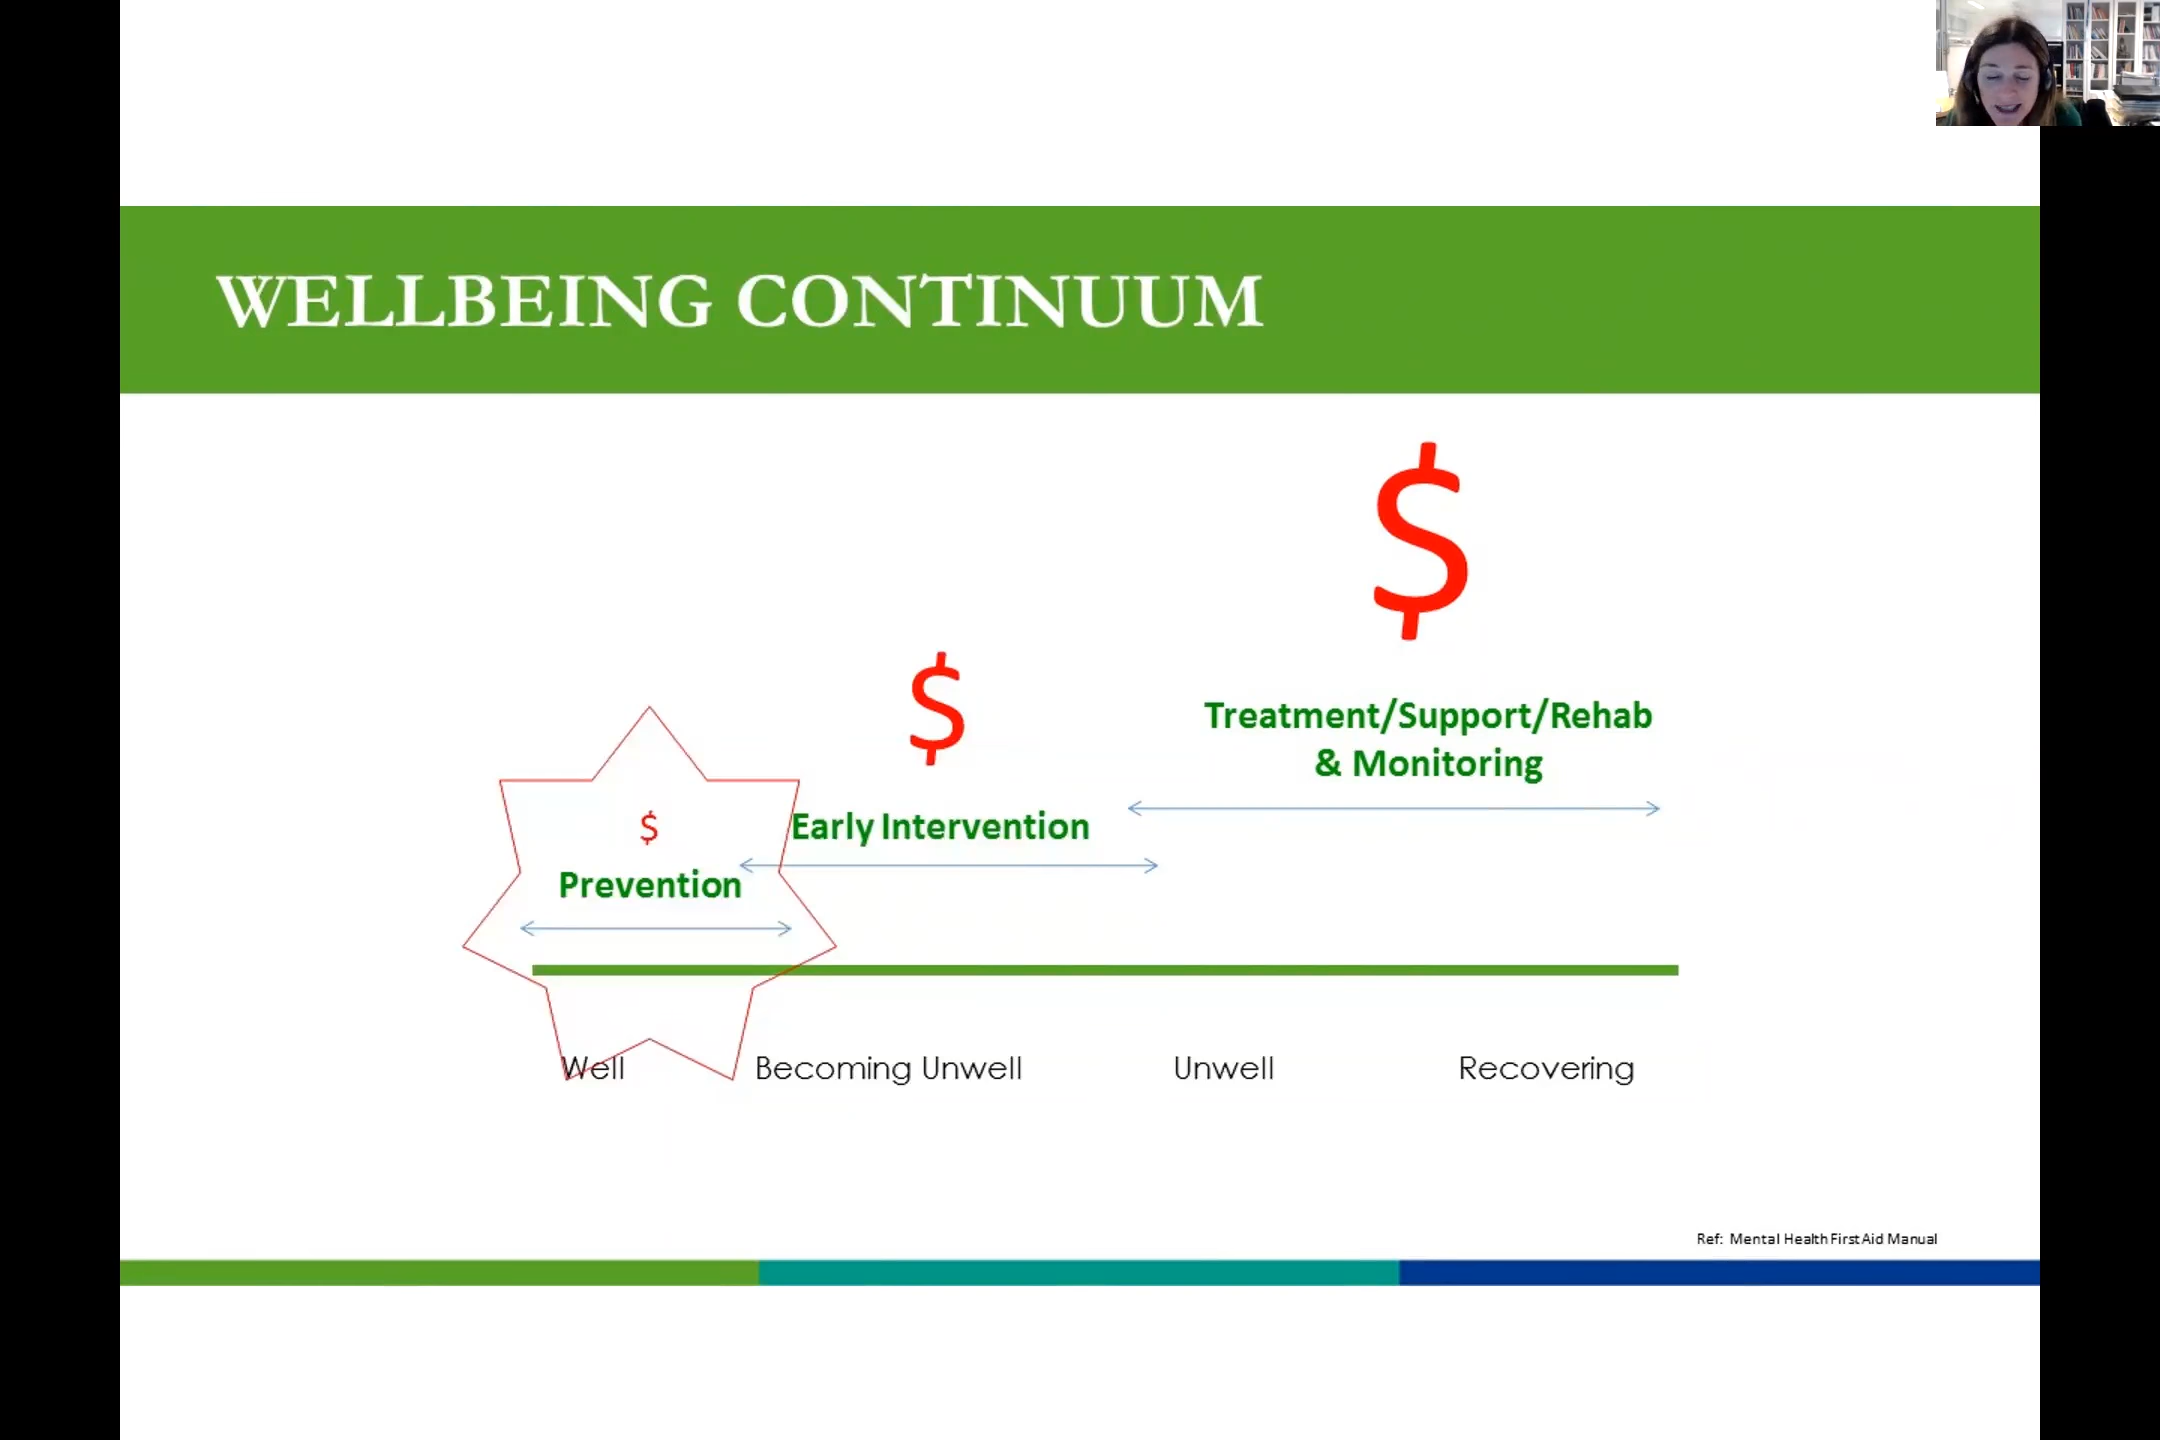 WELLBEING CONTINUUM
$
$
Treatment/Support/Rehab
& Monitoring
$
Early Intervention
Prevention
Well
Becoming Unwell
Unwell
Recovering
Ref: Mental Health First Aid Manual